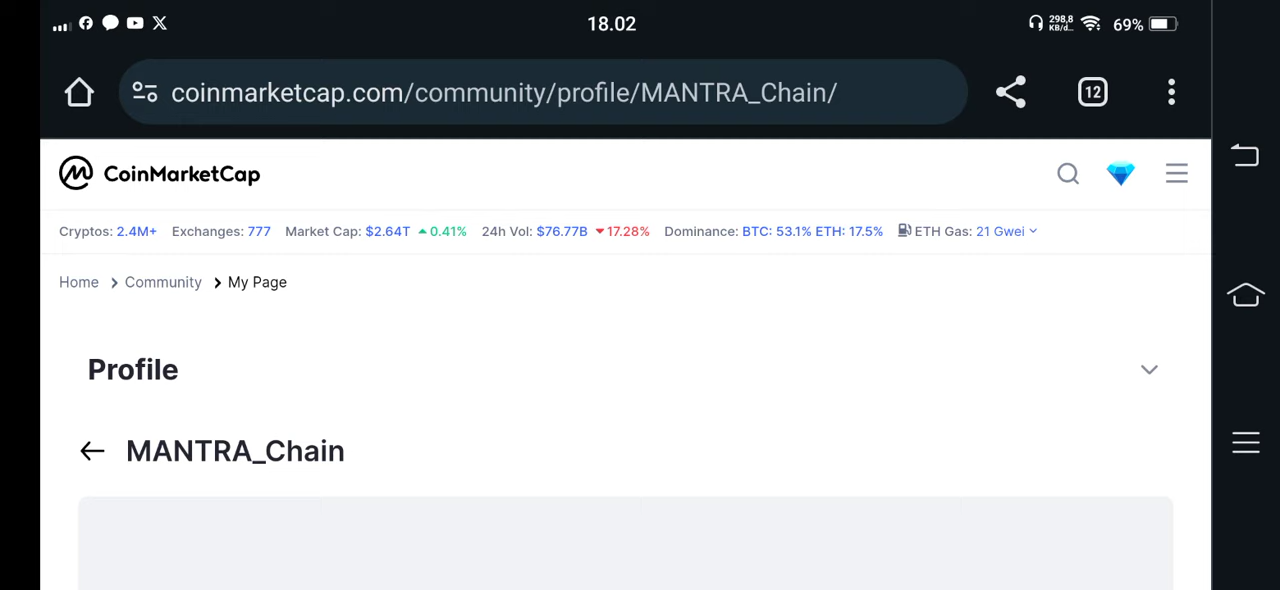 18.02
298,8
KB/d...
69%
coinmarketcap.com/community/profile/MANTRA_Chain/
12
CoinMarketCap
Cryptos: 2.4M+ Exchanges: 777 Market Cap: $2.64T 0.41% 24h Vol: $76.77B 17.28% Dominance: BTC: 53.1% ETH: 17.5% ETH Gas: 21 Gwei
Home > Community > My Page
Profile
MANTRA_Chain